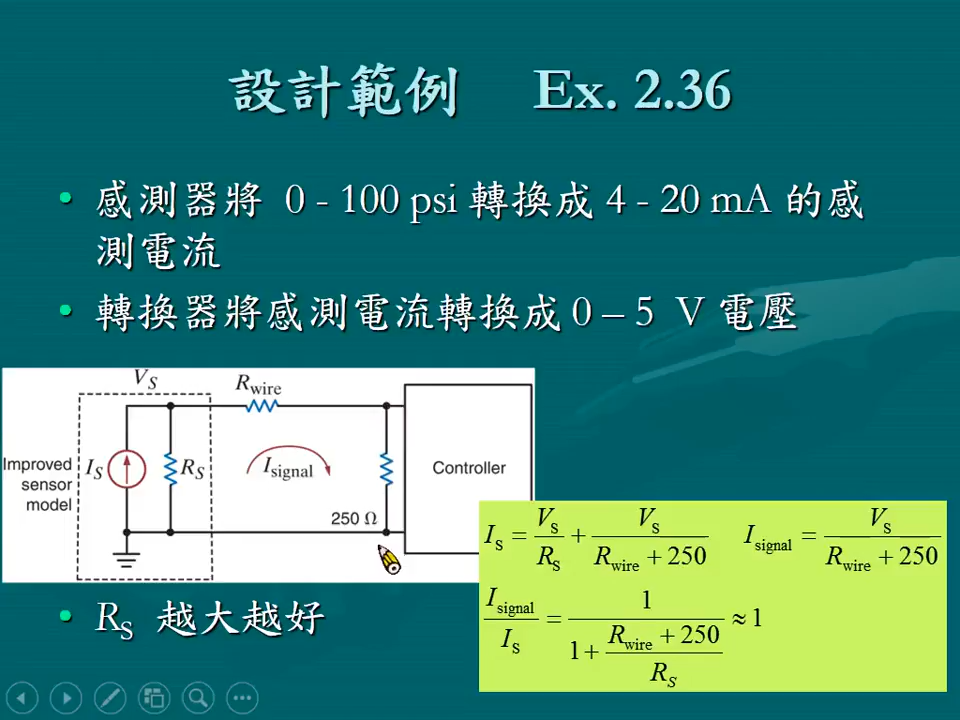 設計範例 Ex. 2.36
• 感測器將 0 - 100 psi 轉換成 4 - 20 mA 的感
測電流
• 轉換器將感測電流轉換成 0 – 5 V 電壓
V_S
R_wire
Improved
sensor
model
I_S
R_S
I_signal
250 Ω
Controller
I_S = V_S / R_S + V_S / (R_wire + 250)
I_signal = V_S / (R_wire + 250)
I_signal / I_S = 1 / (1 + (R_wire + 250) / R_S) ≈ 1
• R_S 越大越好